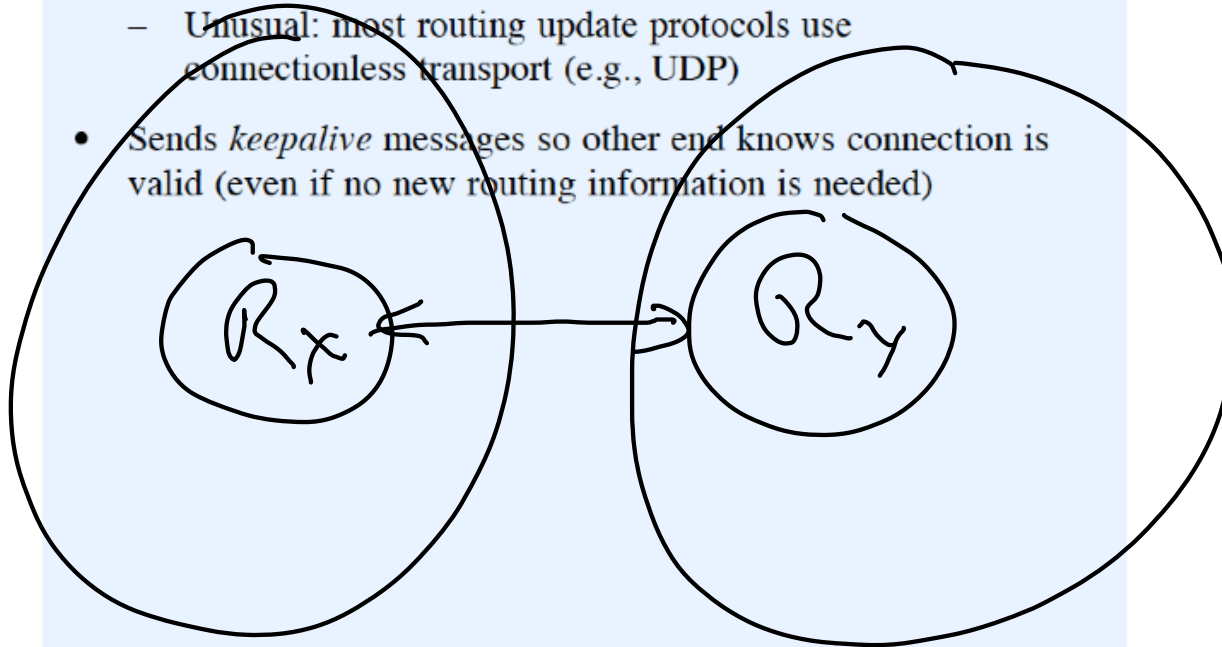 – Unusual: most routing update protocols use
connectionless transport (e.g., UDP)
• Sends keepalive messages so other end knows connection is
valid (even if no new routing information is needed)
Rx Ry